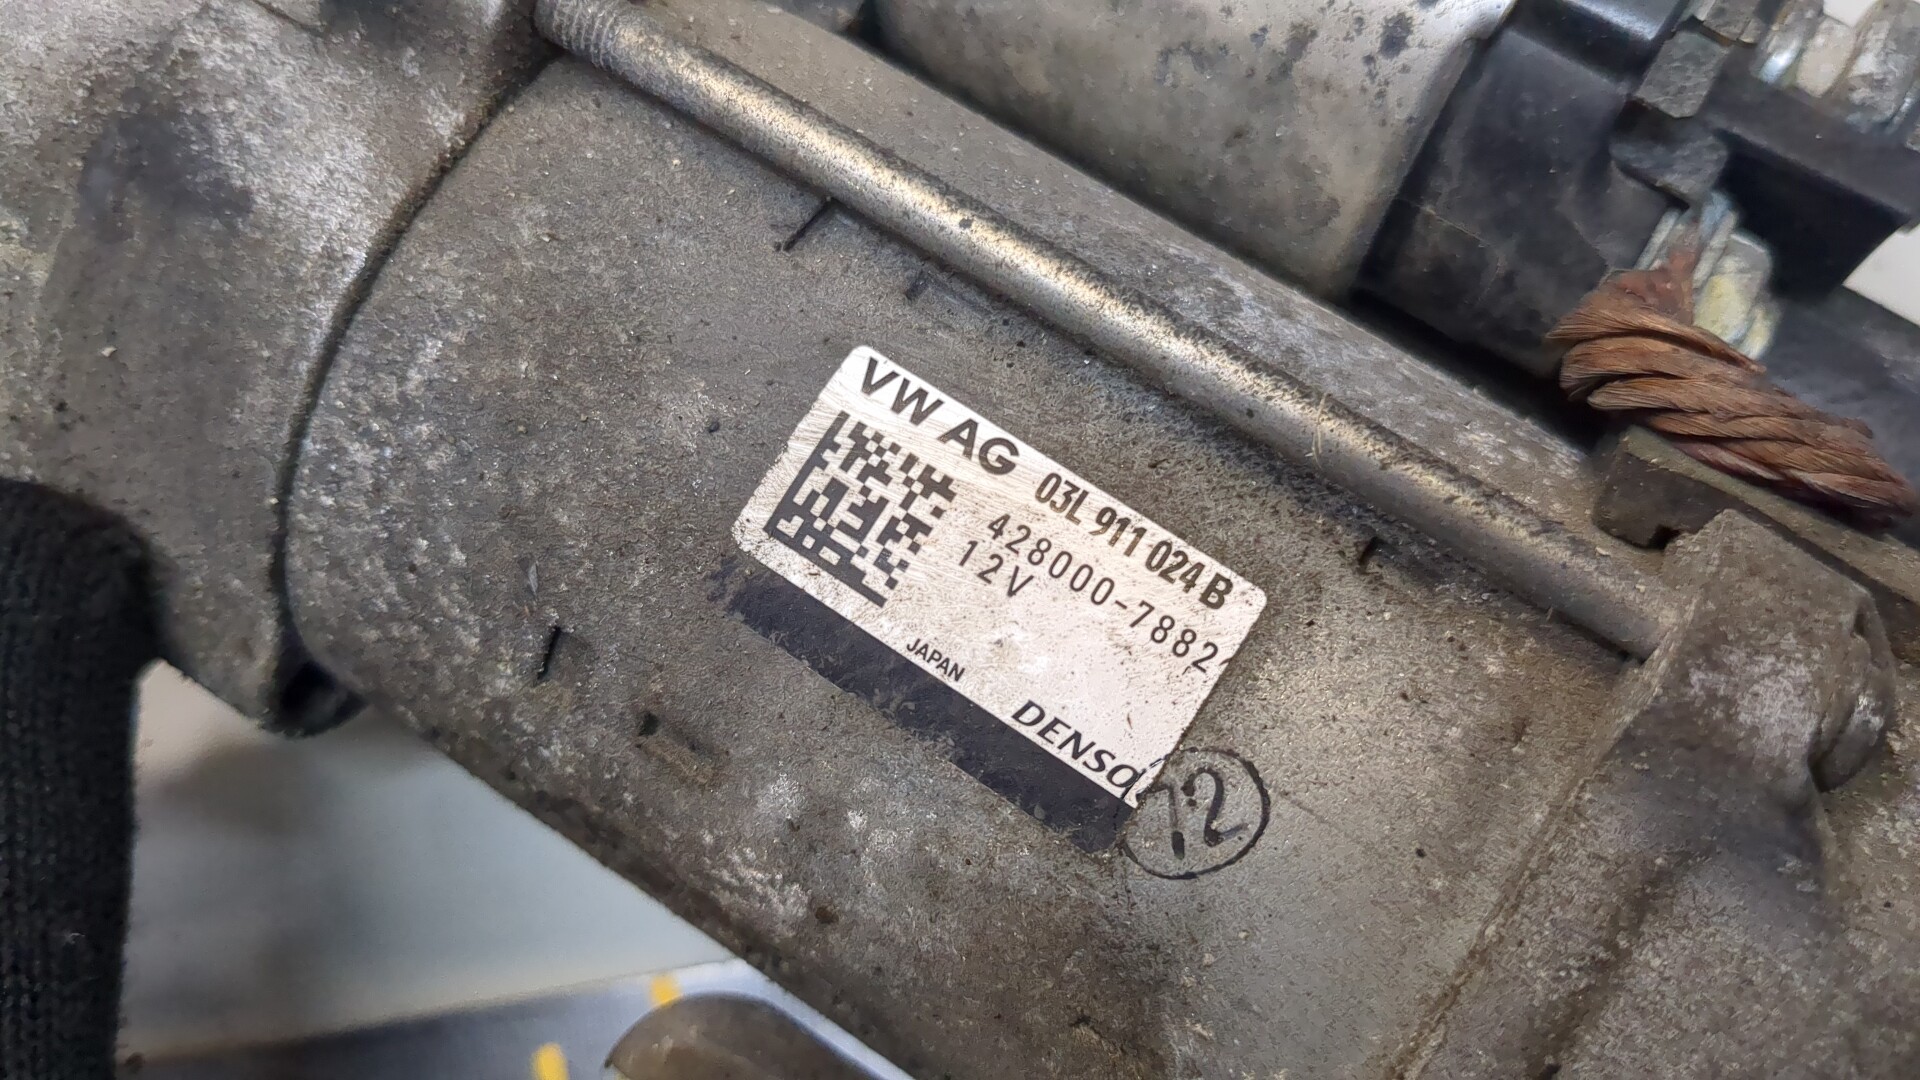 VW AG 03L 911 024 B
428000-7882
12V
JAPAN
DENSO
12